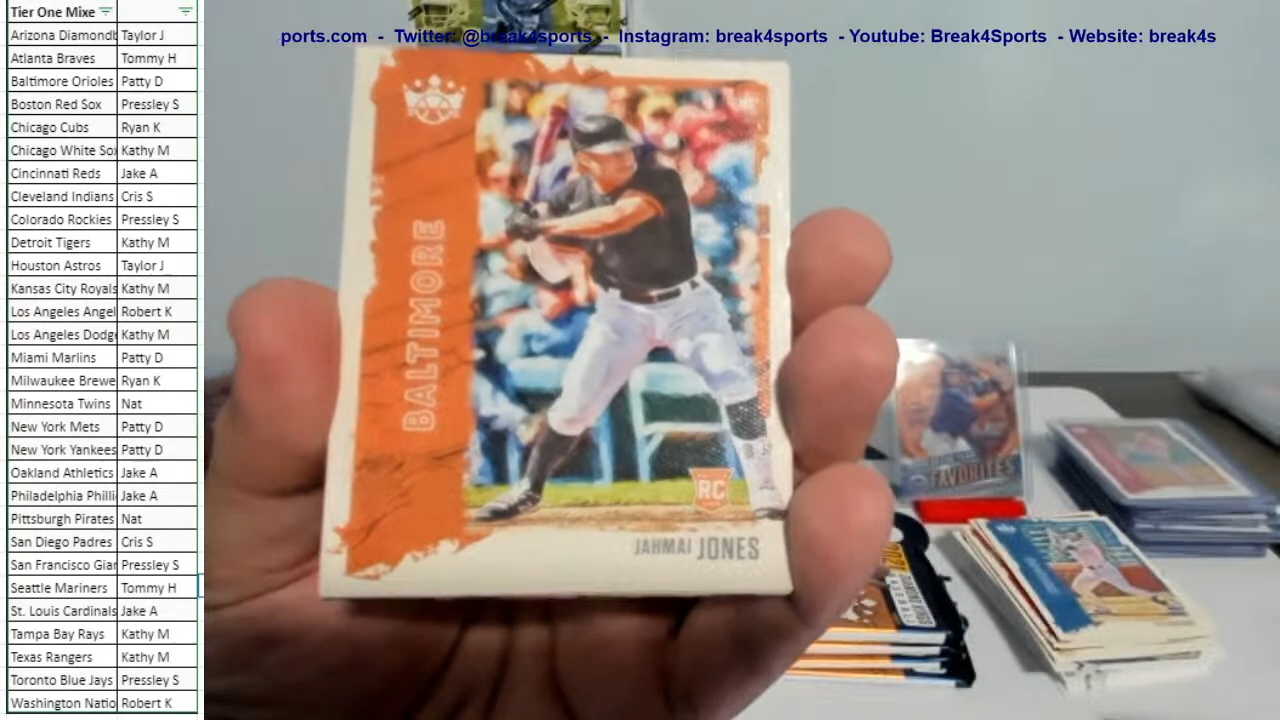 Tier One Mixe
Arizona Diamondb Taylor J
Atlanta Braves Tommy H
Baltimore Orioles Patty D
Boston Red Sox Pressley S
Chicago Cubs Ryan K
Chicago White Sox Kathy M
Cincinnati Reds Jake A
Cleveland Indians Cris S
Colorado Rockies Pressley S
Detroit Tigers Kathy M
Houston Astros Taylor J
Kansas City Royals Kathy M
Los Angeles Angel Robert K
Los Angeles Dodge Kathy M
Miami Marlins Patty D
Milwaukee Brewe Ryan K
Minnesota Twins Nat
New York Mets Patty D
New York Yankees Patty D
Oakland Athletics Jake A
Philadelphia Philli Jake A
Pittsburgh Pirates Nat
San Diego Padres Cris S
San Francisco Gian Pressley S
Seattle Mariners Tommy H
St. Louis Cardinals Jake A
Tampa Bay Rays Kathy M
Texas Rangers Kathy M
Toronto Blue Jays Pressley S
Washington Natio Robert K
ports.com - Twitter: @break4sports - Instagram: break4sports - Youtube: Break4Sports - Website: break4s
BALTIMORE
RC
JAHMAI JONES
FAVORITES